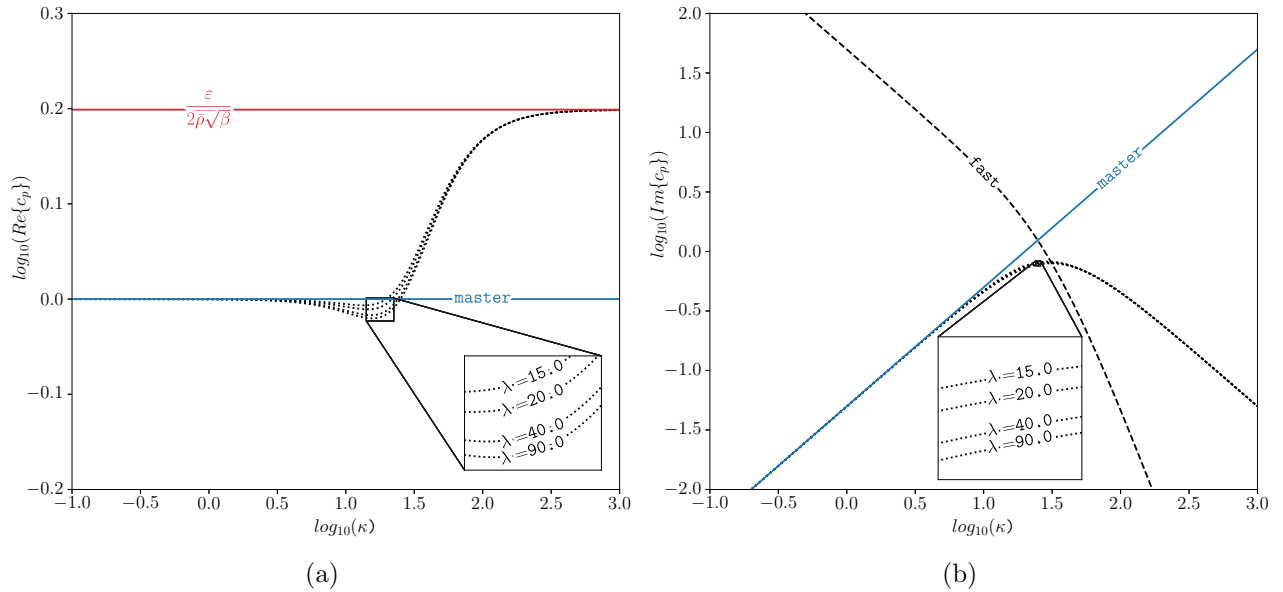 0.3
0.2
0.1
0.0
−0.1
−0.2
log₁₀(Re{cₚ})
ε
2ρ̄√β
master
λ =15.0
λ =20.0
λ =40.0
λ =90.0
−1.0 −0.5 0.0 0.5 1.0 1.5 2.0 2.5 3.0
log₁₀(κ)
(a)
2.0
1.5
1.0
0.5
0.0
−0.5
−1.0
−1.5
−2.0
log₁₀(Im{cₚ})
fast
master
λ =15.0
λ =20.0
λ =40.0
λ =90.0
−1.0 −0.5 0.0 0.5 1.0 1.5 2.0 2.5 3.0
log₁₀(κ)
(b)